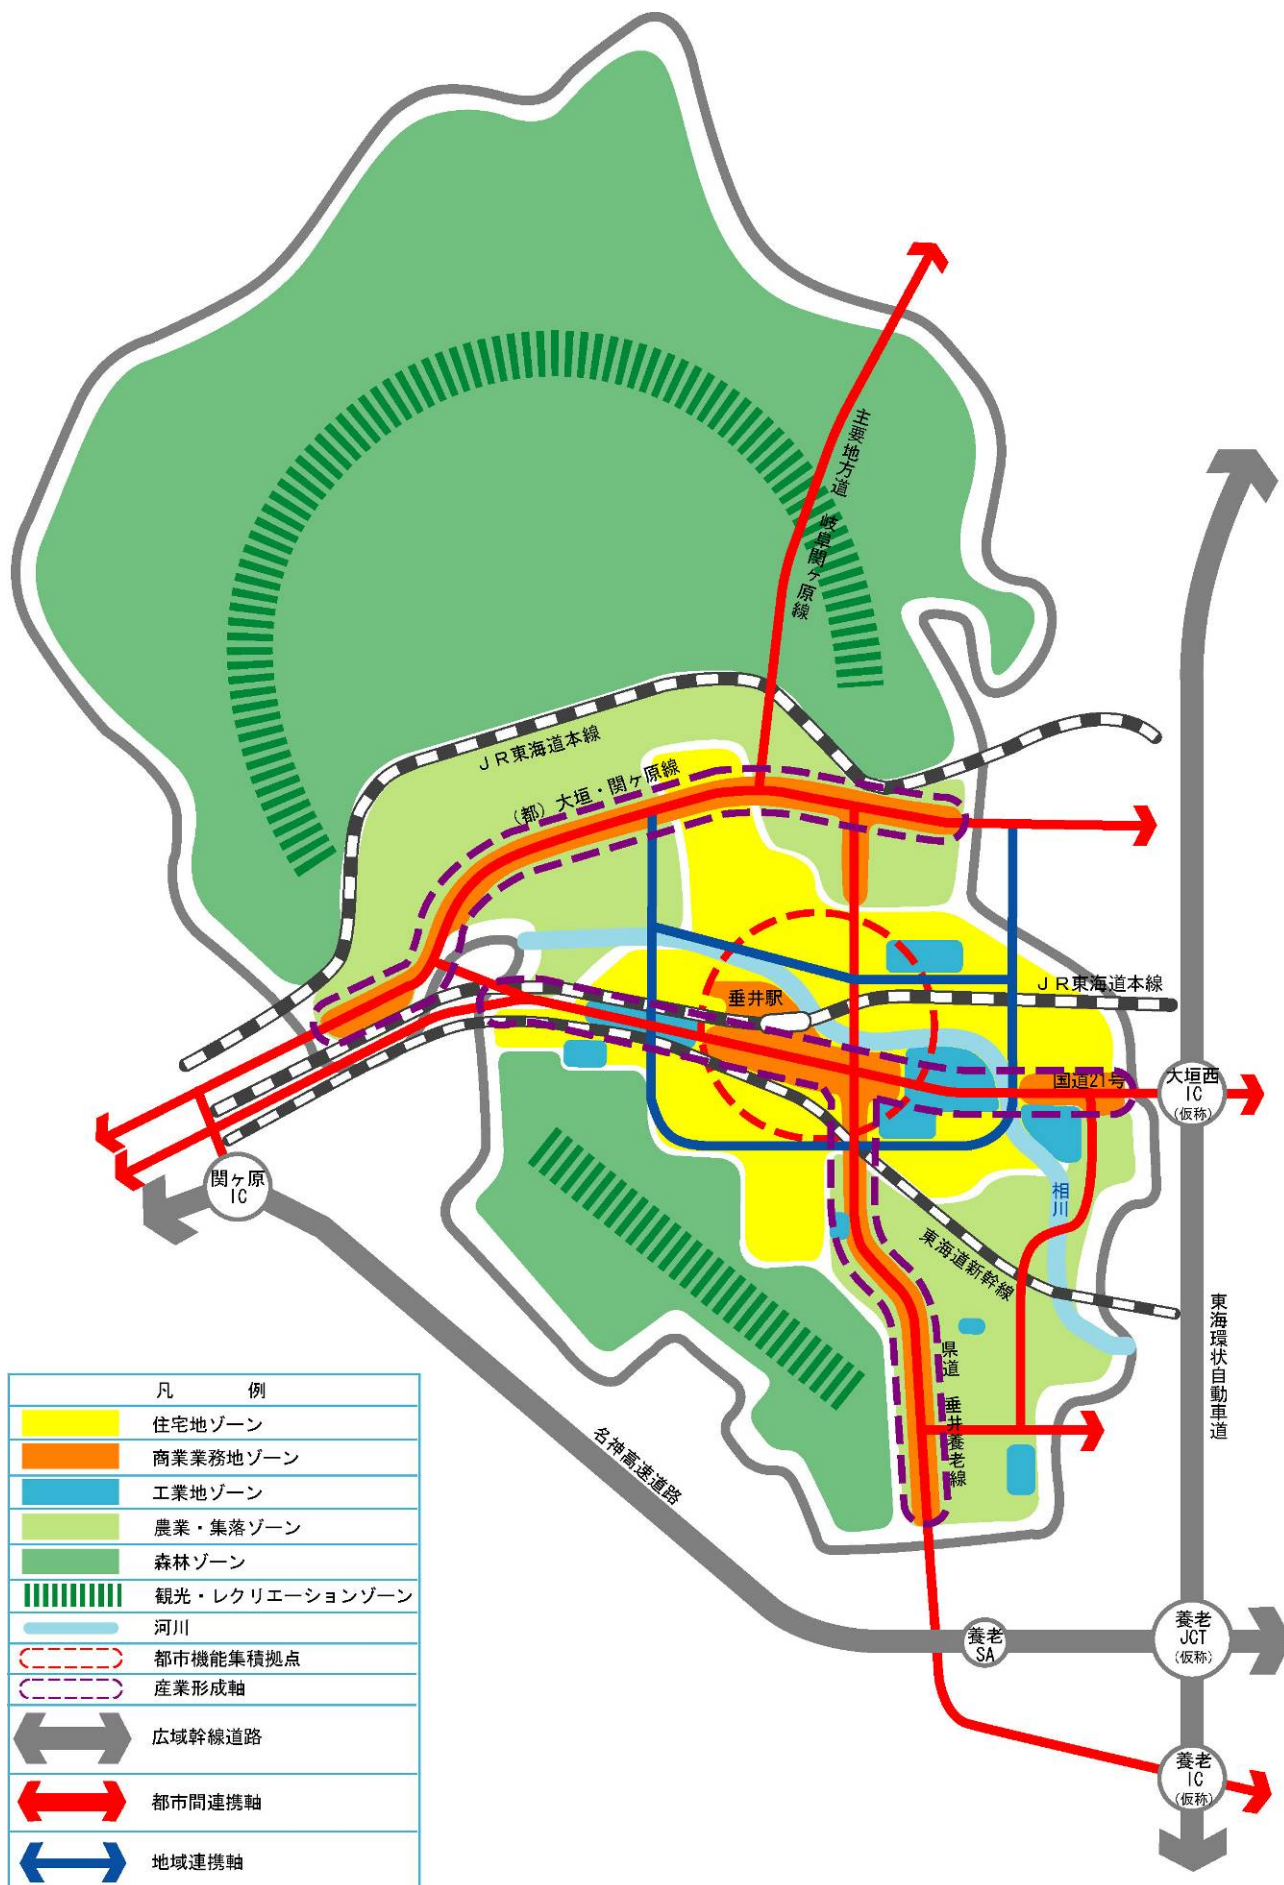 主要地方道 岐阜関ヶ原線
JR東海道本線
(都)大垣・関ヶ原線
垂井駅
JR東海道本線
国道21号
大垣西
IC
(仮称)
関ヶ原
IC
相川
東海道新幹線
東海環状自動車道
県道 垂井養老線
名神高速道路
養老
SA
養老
JCT
(仮称)
養老
IC
(仮称)
凡 例
住宅地ゾーン
商業業務地ゾーン
工業地ゾーン
農業・集落ゾーン
森林ゾーン
観光・レクリエーションゾーン
河川
都市機能集積拠点
産業形成軸
広域幹線道路
都市間連携軸
地域連携軸